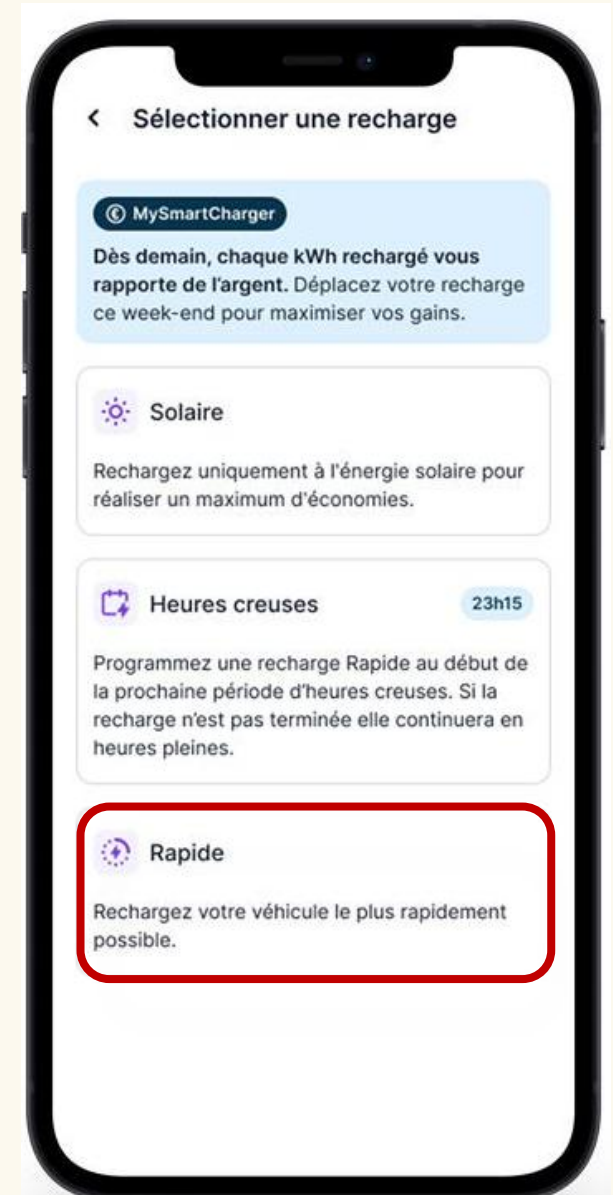 Sélectionner une recharge
MySmartCharger
Dès demain, chaque kWh rechargé vous
rapporte de l'argent. Déplacez votre recharge
ce week-end pour maximiser vos gains.
Solaire
Rechargez uniquement à l'énergie solaire pour
réaliser un maximum d'économies.
Heures creuses
23h15
Programmez une recharge Rapide au début de
la prochaine période d'heures creuses. Si la
recharge n'est pas terminée elle continuera en
heures pleines.
Rapide
Rechargez votre véhicule le plus rapidement
possible.